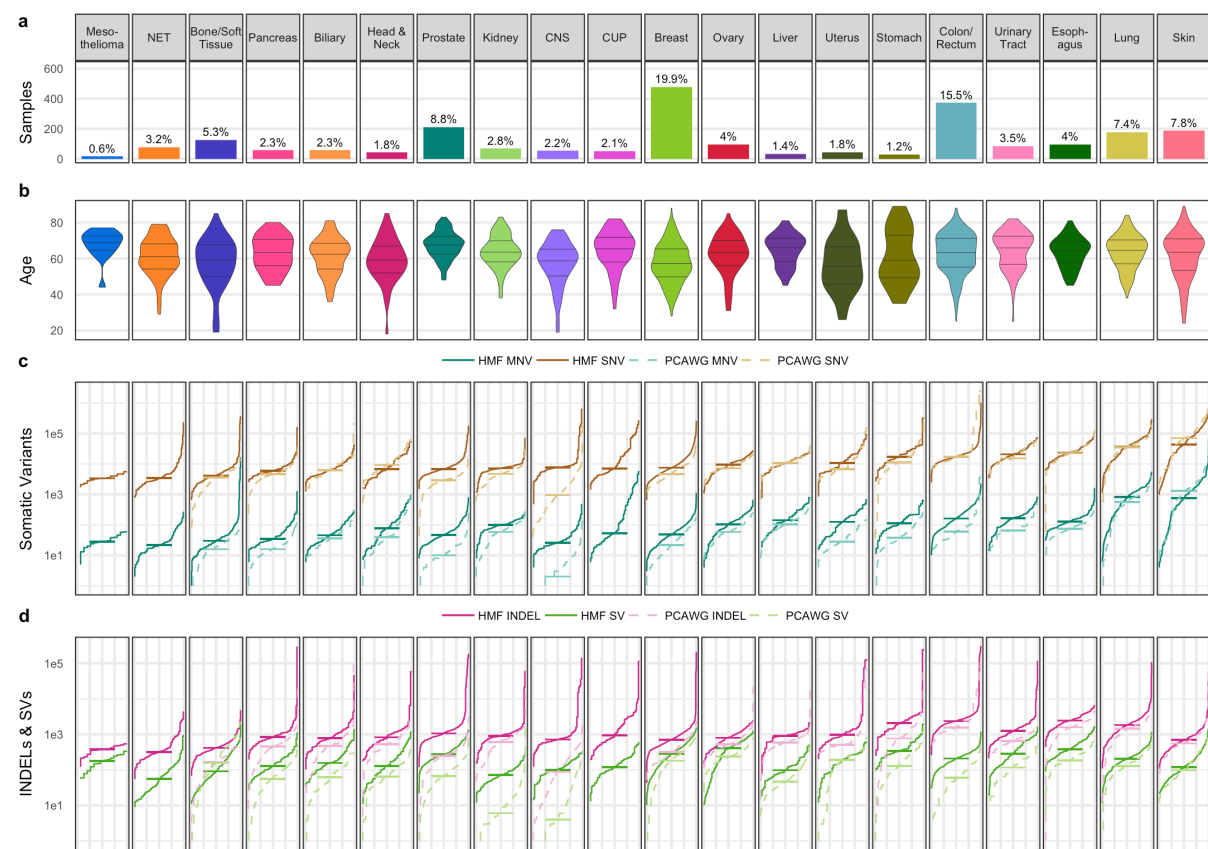 a
Meso-
thelioma
NET
Bone/Soft
Tissue
Pancreas
Biliary
Head &
Neck
Prostate
Kidney
CNS
CUP
Breast
Ovary
Liver
Uterus
Stomach
Colon/
Rectum
Urinary
Tract
Esoph-
agus
Lung
Skin
Samples
600
400
200
0
0.6%
3.2%
5.3%
2.3%
2.3%
1.8%
8.8%
2.8%
2.2%
2.1%
19.9%
4%
1.4%
1.8%
1.2%
15.5%
3.5%
4%
7.4%
7.8%
b
Age
80
60
40
20
c
HMF MNV HMF SNV PCAWG MNV PCAWG SNV
Somatic Variants
1e5
1e3
1e1
d
HMF INDEL HMF SV PCAWG INDEL PCAWG SV
INDELs & SVs
1e5
1e3
1e1